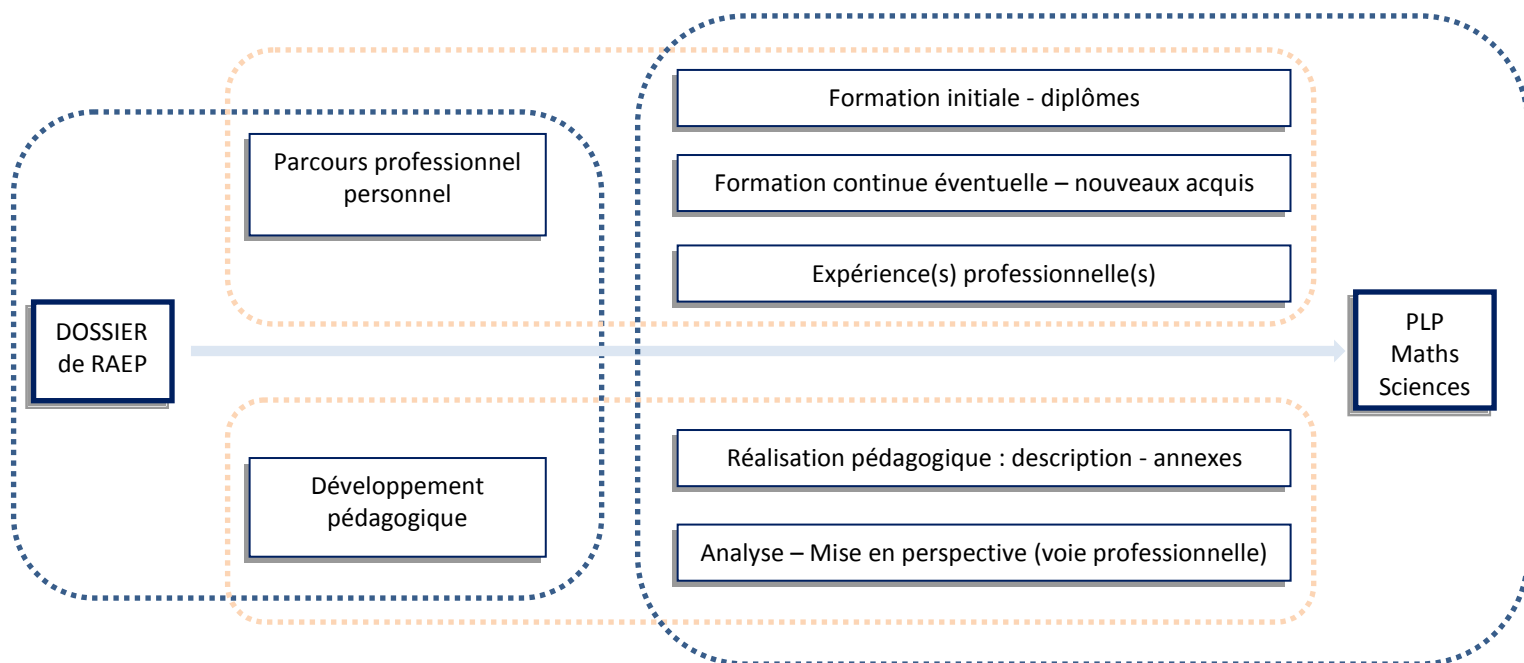 Formation initiale - diplômes
Parcours professionnel
personnel
Formation continue éventuelle – nouveaux acquis
Expérience(s) professionnelle(s)
DOSSIER
de RAEP
PLP
Maths
Sciences
Réalisation pédagogique : description - annexes
Développement
pédagogique
Analyse – Mise en perspective (voie professionnelle)